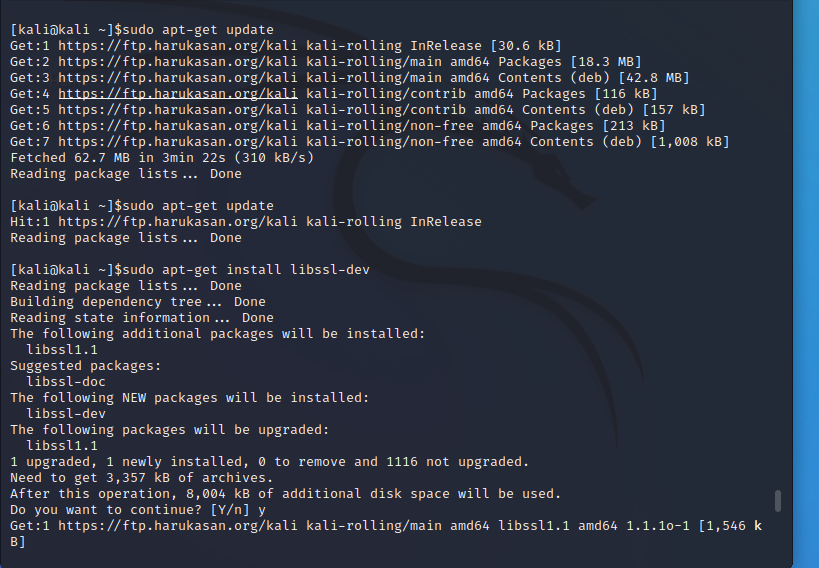 [kali@kali ~]$sudo apt-get update
Get:1 https://ftp.harukasan.org/kali kali-rolling InRelease [30.6 kB]
Get:2 https://ftp.harukasan.org/kali kali-rolling/main amd64 Packages [18.3 MB]
Get:3 https://ftp.harukasan.org/kali kali-rolling/main amd64 Contents (deb) [42.8 MB]
Get:4 https://ftp.harukasan.org/kali kali-rolling/contrib amd64 Packages [116 kB]
Get:5 https://ftp.harukasan.org/kali kali-rolling/contrib amd64 Contents (deb) [157 kB]
Get:6 https://ftp.harukasan.org/kali kali-rolling/non-free amd64 Packages [213 kB]
Get:7 https://ftp.harukasan.org/kali kali-rolling/non-free amd64 Contents (deb) [1,008 kB]
Fetched 62.7 MB in 3min 22s (310 kB/s)
Reading package lists... Done
[kali@kali ~]$sudo apt-get update
Hit:1 https://ftp.harukasan.org/kali kali-rolling InRelease
Reading package lists... Done
[kali@kali ~]$sudo apt-get install libssl-dev
Reading package lists... Done
Building dependency tree... Done
Reading state information... Done
The following additional packages will be installed:
  libssl1.1
Suggested packages:
  libssl-doc
The following NEW packages will be installed:
  libssl-dev
The following packages will be upgraded:
  libssl1.1
1 upgraded, 1 newly installed, 0 to remove and 1116 not upgraded.
Need to get 3,357 kB of archives.
After this operation, 8,004 kB of additional disk space will be used.
Do you want to continue? [Y/n] y
Get:1 https://ftp.harukasan.org/kali kali-rolling/main amd64 libssl1.1 amd64 1.1.1o-1 [1,546 k
B]